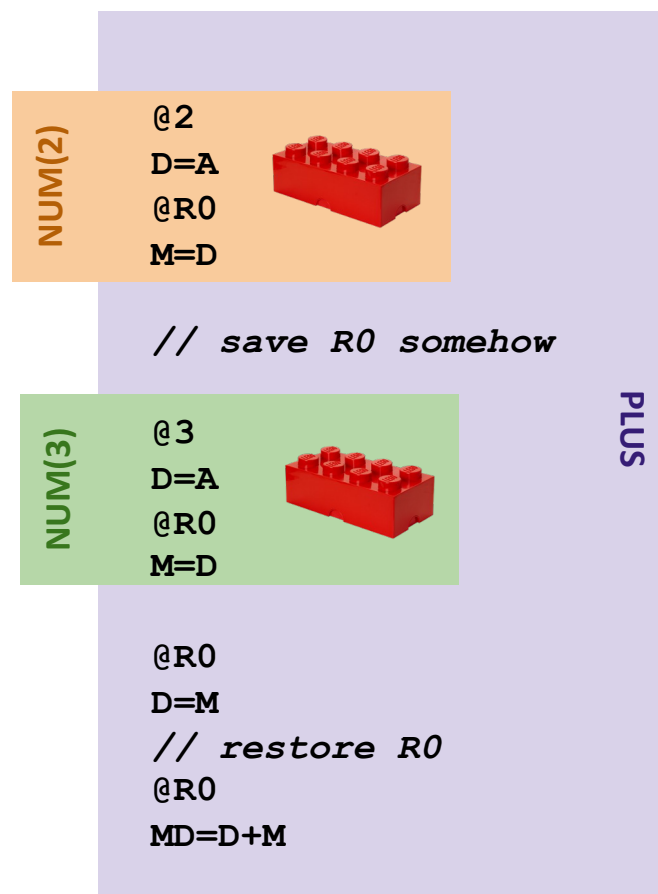 NUM(2)
@2
D=A
@R0
M=D
// save R0 somehow
NUM(3)
@3
D=A
@R0
M=D
PLUS
@R0
D=M
// restore R0
@R0
MD=D+M